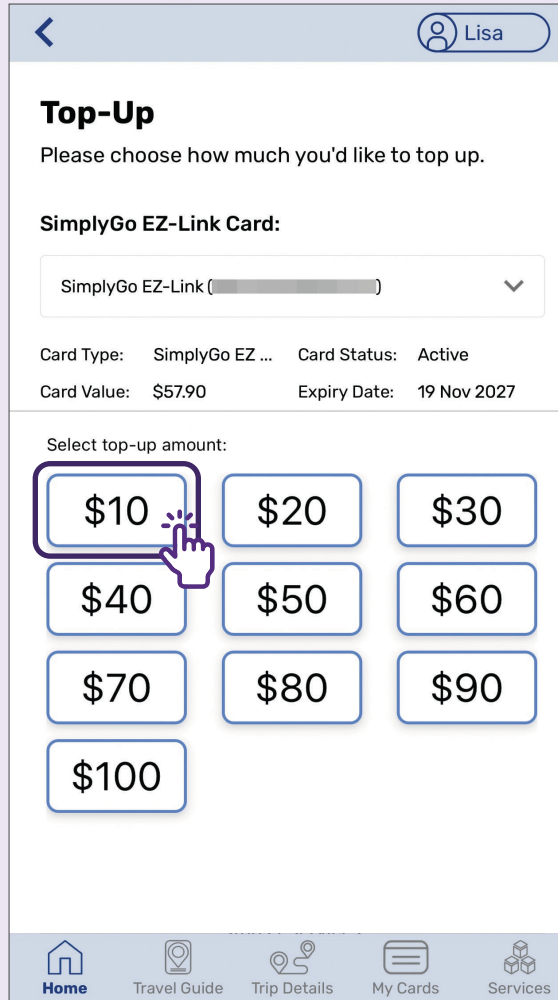 Lisa
Top-Up
Please choose how much you'd like to top up.
SimplyGo EZ-Link Card:
SimplyGo EZ-Link ( )
Card Type: SimplyGo EZ ... Card Status: Active
Card Value: $57.90 Expiry Date: 19 Nov 2027
Select top-up amount:
$10 $20 $30
$40 $50 $60
$70 $80 $90
$100
Home Travel Guide Trip Details My Cards Services